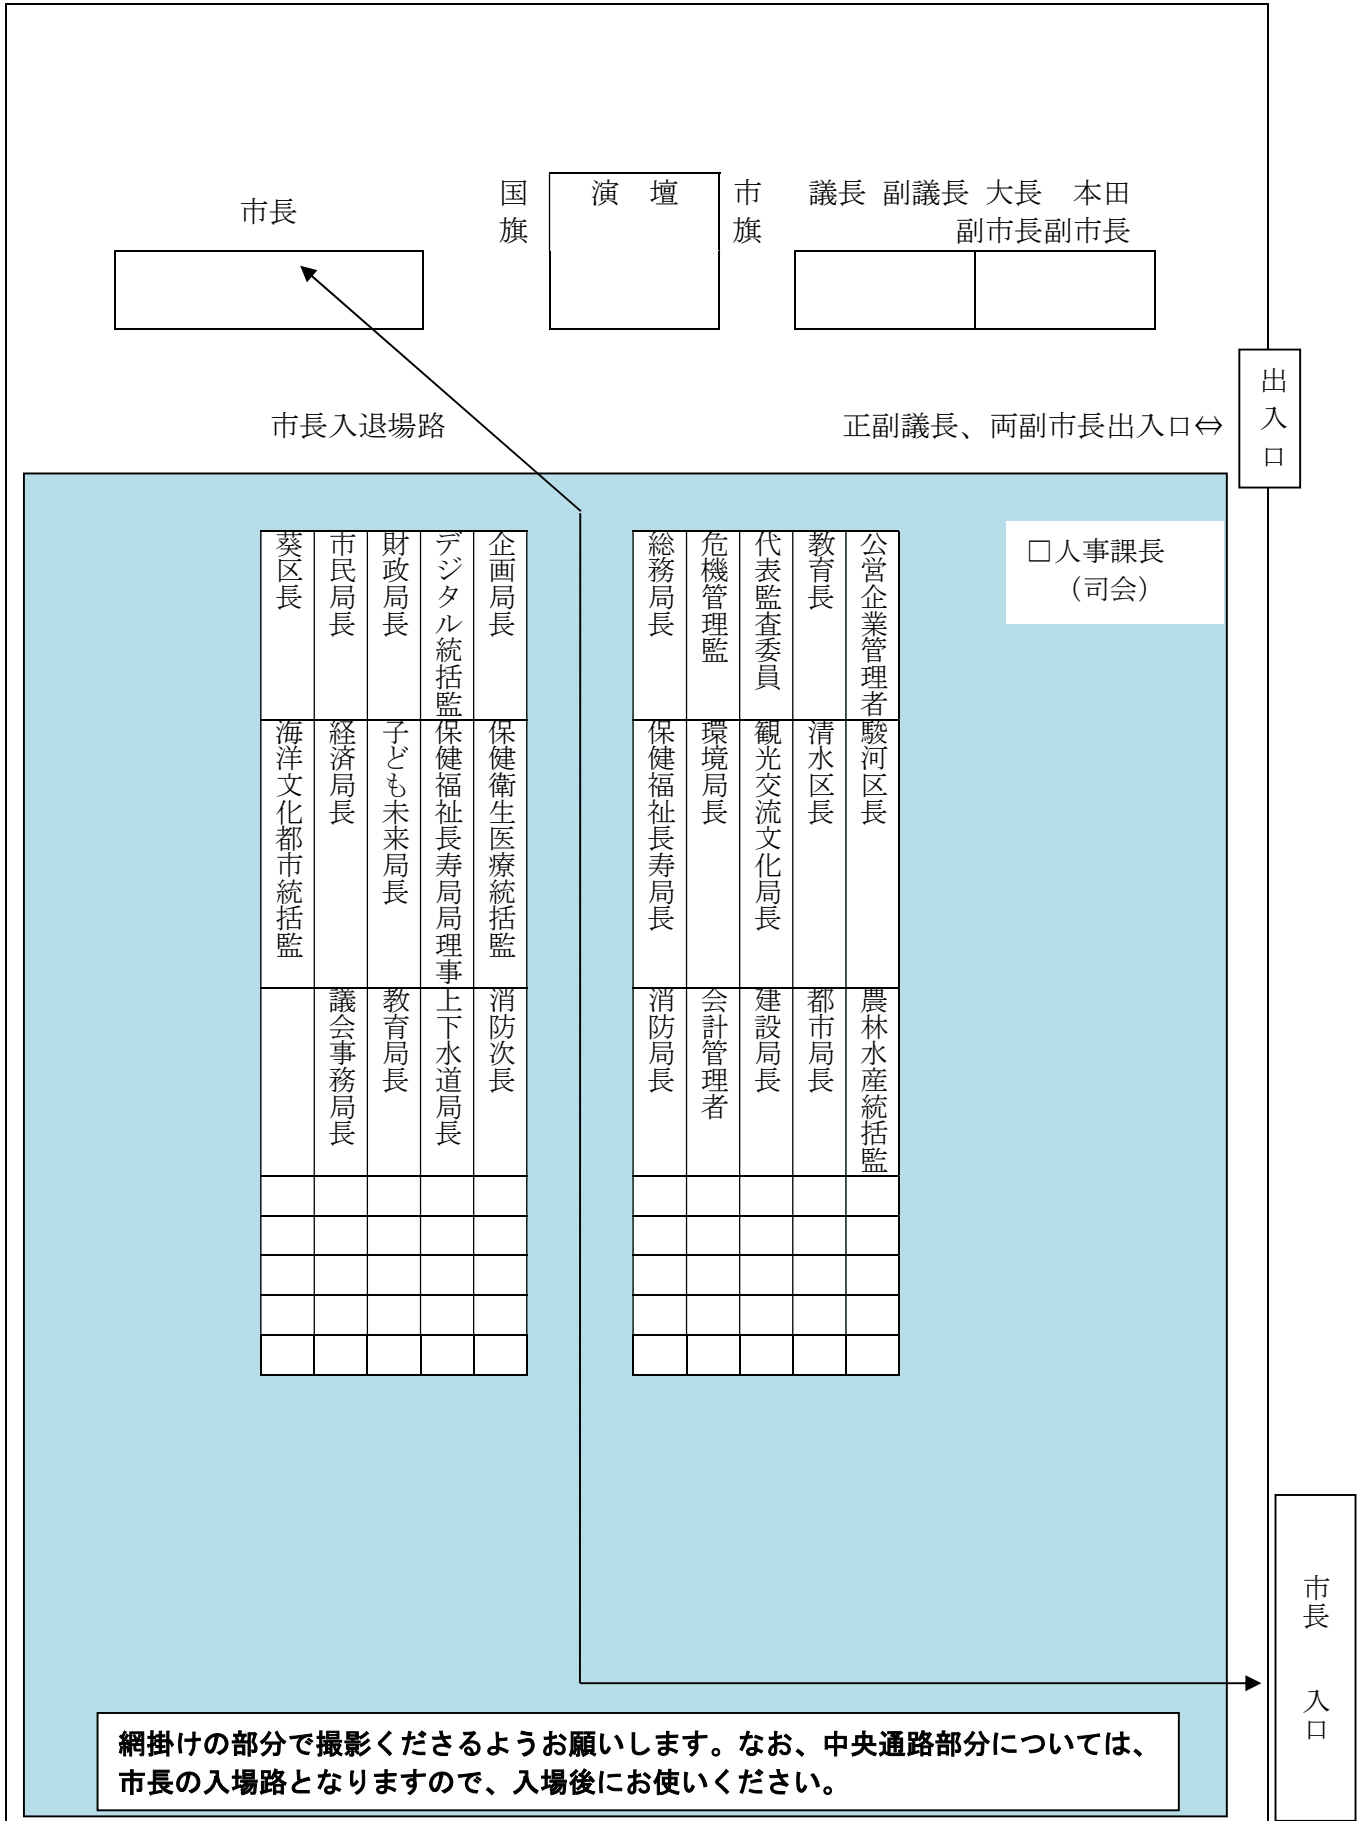 市長
国旗
演　壇
市旗
議長 副議長 大長 本田
副市長副市長
出入口
市長入退場路
正副議長、両副市長出入口⇔
□人事課長
（司会）
葵区長
市民局長
財政局長
デジタル統括監
企画局長
総務局長
危機管理監
代表監査委員
教育長
公営企業管理者
海洋文化都市統括監
経済局長
子ども未来局長
保健福祉長寿局局理事
保健衛生医療統括監
保健福祉長寿局長
環境局長
観光交流文化局長
清水区長
駿河区長
議会事務局長
教育局長
上下水道局長
消防次長
消防局長
会計管理者
建設局長
都市局長
農林水産統括監
市長　入口
網掛けの部分で撮影くださるようお願いします。なお、中央通路部分については、
市長の入場路となりますので、入場後にお使いください。